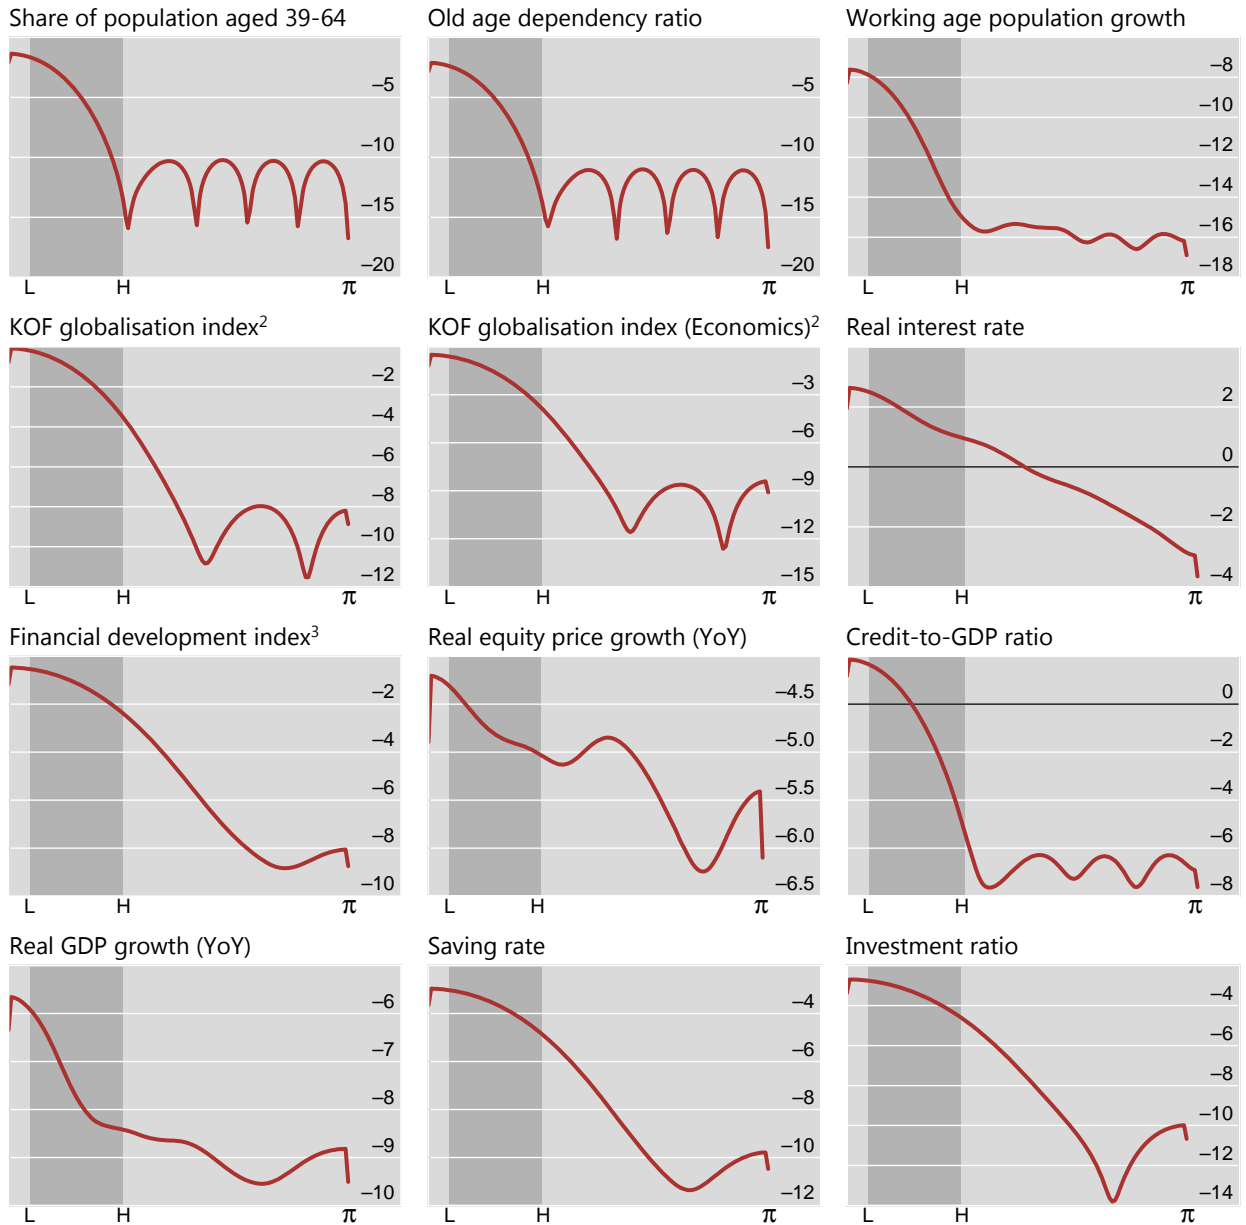 Share of population aged 39-64
–5
–10
–15
–20
L H π
Old age dependency ratio
–5
–10
–15
–20
L H π
Working age population growth
–8
–10
–12
–14
–16
–18
L H π
KOF globalisation index²
–2
–4
–6
–8
–10
–12
L H π
KOF globalisation index (Economics)²
–3
–6
–9
–12
–15
L H π
Real interest rate
2
0
–2
–4
L H π
Financial development index³
–2
–4
–6
–8
–10
L H π
Real equity price growth (YoY)
–4.5
–5.0
–5.5
–6.0
–6.5
L H π
Credit-to-GDP ratio
0
–2
–4
–6
–8
L H π
Real GDP growth (YoY)
–6
–7
–8
–9
–10
L H π
Saving rate
–4
–6
–8
–10
–12
L H π
Investment ratio
–4
–6
–8
–10
–12
–14
L H π